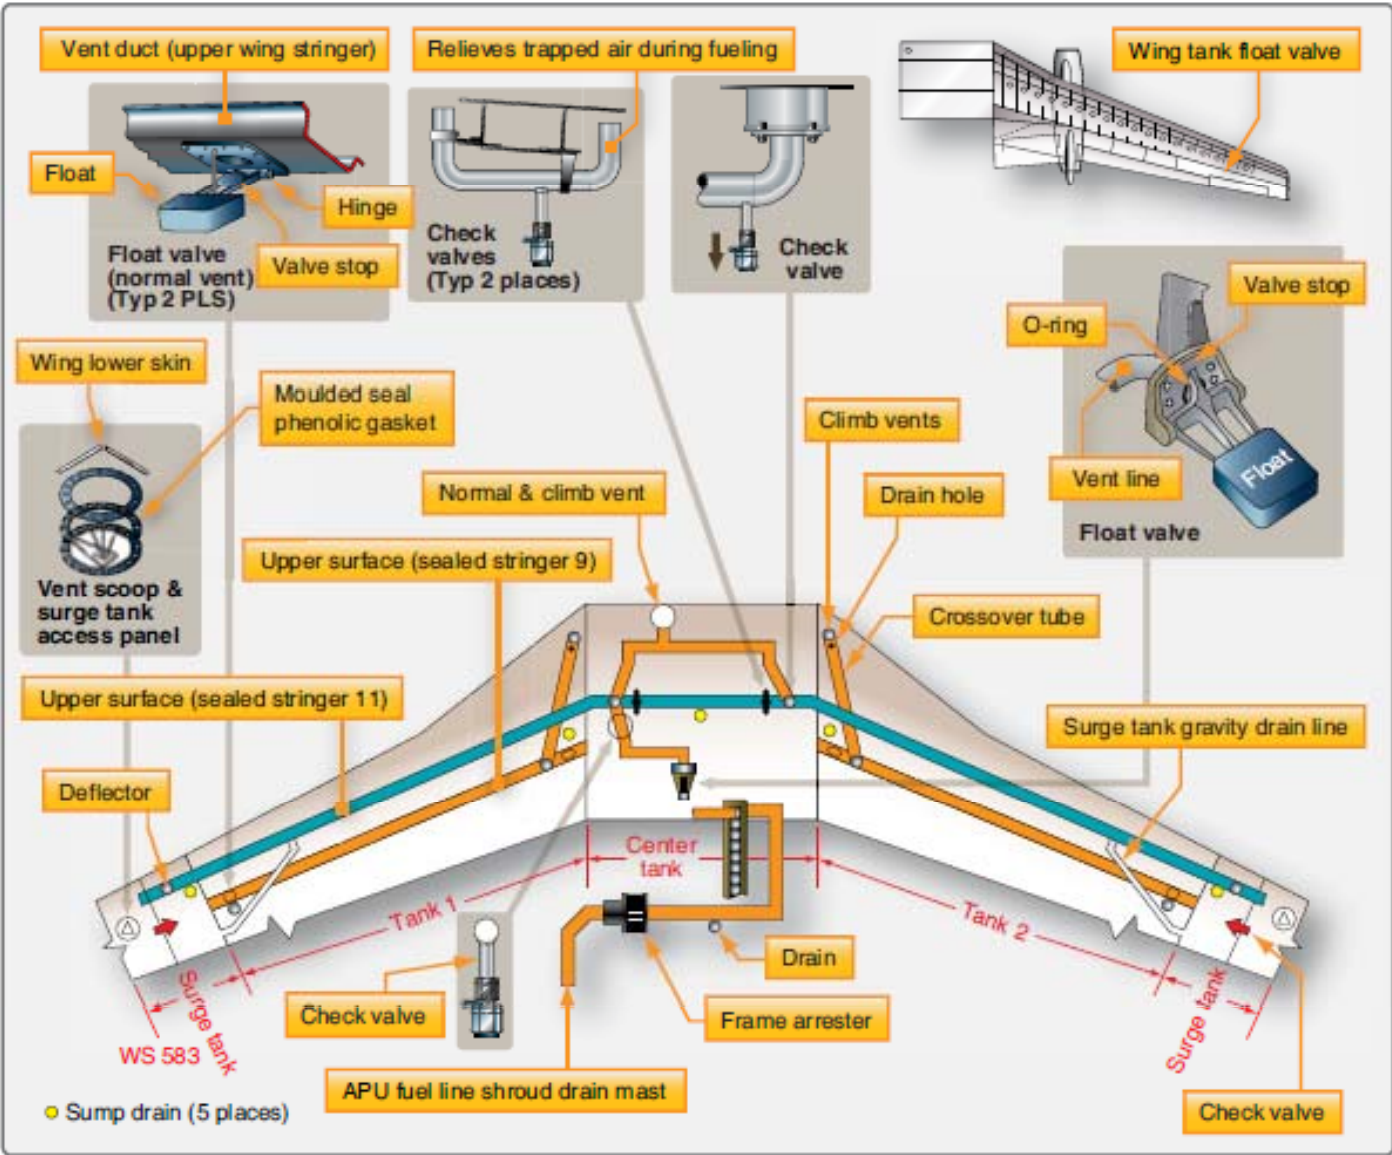 Vent duct (upper wing stringer)
Relieves trapped air during fueling
Wing tank float valve
Float
Hinge
Valve stop
Float valve
(normal vent)
(Typ 2 PLS)
Check
valves
(Typ 2 places)
Check
valve
Valve stop
O-ring
Vent line
Float
Float valve
Wing lower skin
Moulded seal
phenolic gasket
Vent scoop &
surge tank
access panel
Climb vents
Normal & climb vent
Drain hole
Upper surface (sealed stringer 9)
Crossover tube
Upper surface (sealed stringer 11)
Surge tank gravity drain line
Deflector
Center
tank
Tank 1
Tank 2
Drain
Check valve
Frame arrester
Surge tank
Surge tank
WS 583
APU fuel line shroud drain mast
Check valve
Sump drain (5 places)